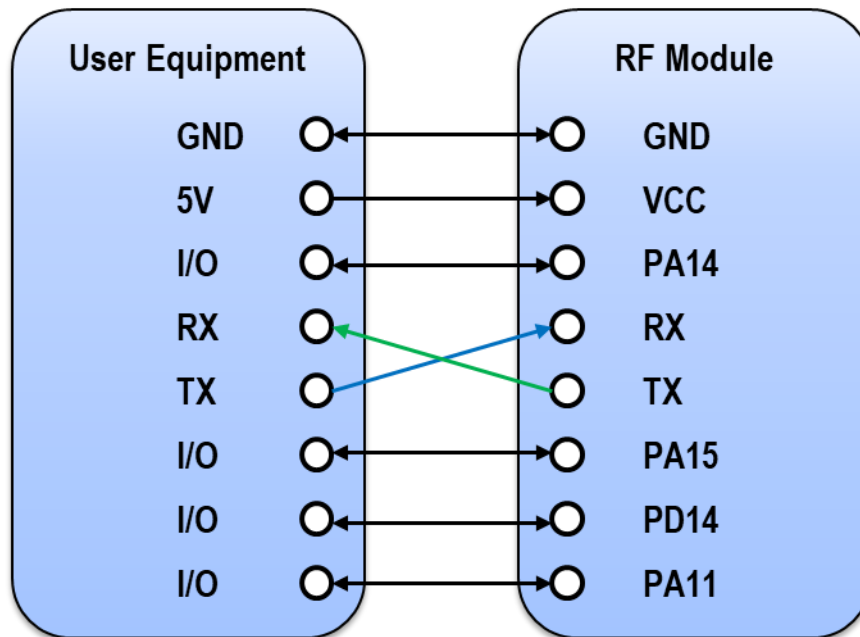 User Equipment
GND
5V
I/O
RX
TX
I/O
I/O
I/O
RF Module
GND
VCC
PA14
RX
TX
PA15
PD14
PA11